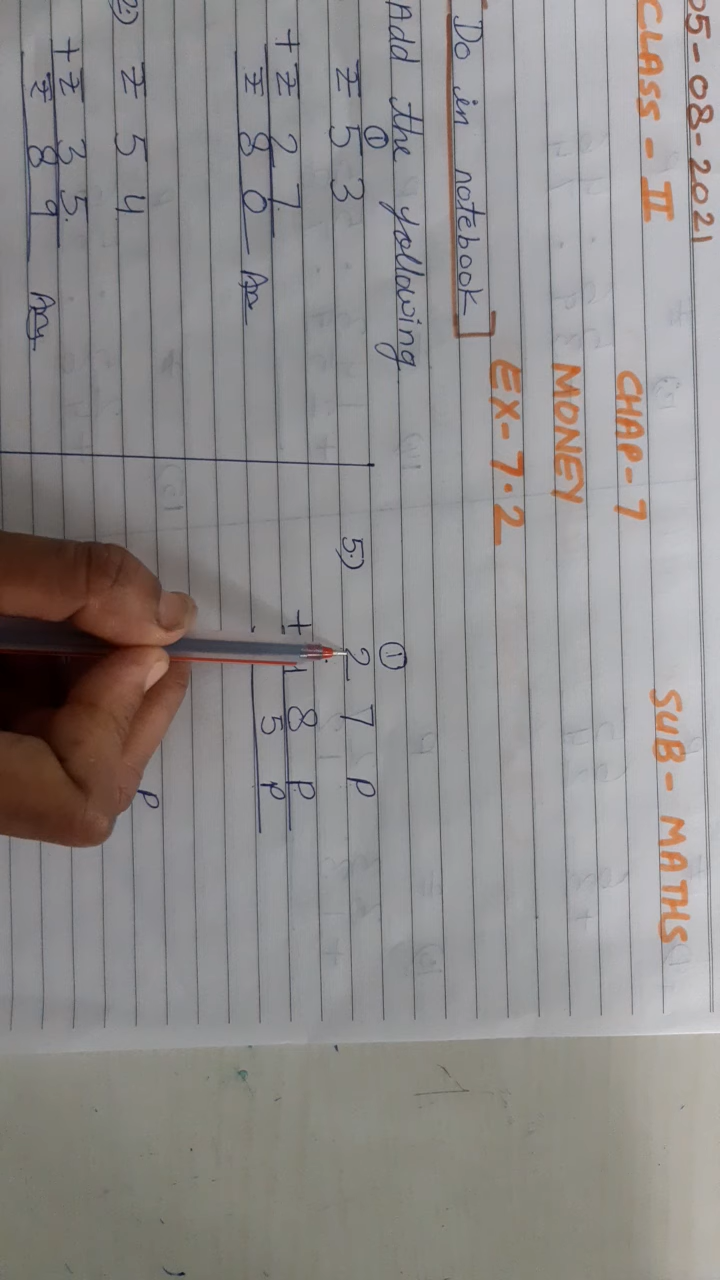 05-08-2021
CLASS - II CHAP - 7 SUB - MATHS
MONEY
Do in notebook] EX - 7.2
Add the following
①
₹ 5 3
+ ₹ 2 7
₹ 8 0 Ans
2) ₹ 5 4
+ ₹ 3 5
₹ 8 9 Ans
①
5.) 2 7 P
+ 1 8 P
5 P
P